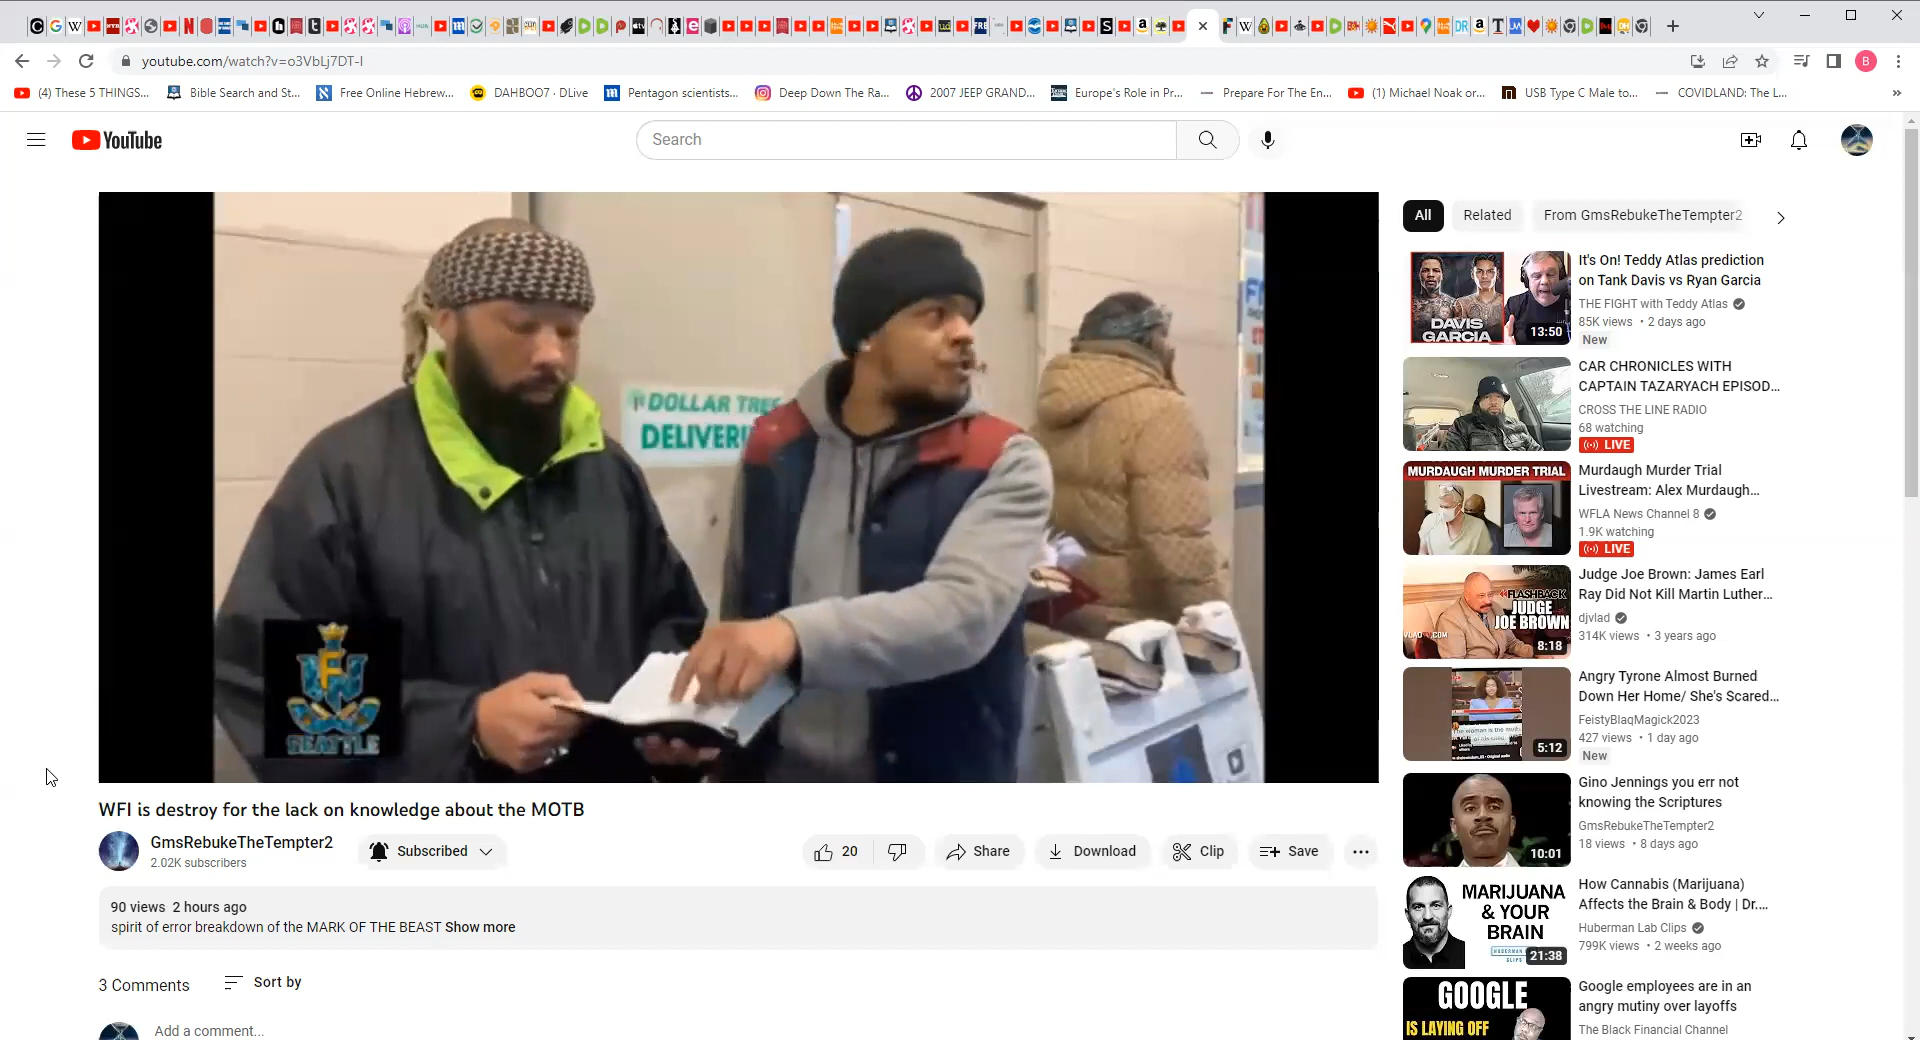 youtube.com/watch?v=o3VbLj7DT-I
(4) These 5 THINGS...
Bible Search and St...
Free Online Hebrew...
DAHBOO7 · DLive
Pentagon scientists...
Deep Down The Ra...
2007 JEEP GRAND...
Europe's Role in Pr...
Prepare For The En...
(1) Michael Noak or...
USB Type C Male to...
COVIDLAND: The L...
YouTube
Search
DOLLAR TREE
DELIVERI
SEATTLE
WFI is destroy for the lack on knowledge about the MOTB
GmsRebukeTheTempter2
2.02K subscribers
Subscribed
20
Share
Download
Clip
Save
90 views 2 hours ago
spirit of error breakdown of the MARK OF THE BEAST Show more
3 Comments
Sort by
Add a comment...
All
Related
From GmsRebukeTheTempter2
DAVIS
GARCIA
13:50
It's On! Teddy Atlas prediction
on Tank Davis vs Ryan Garcia
THE FIGHT with Teddy Atlas
85K views • 2 days ago
New
CAR CHRONICLES WITH
CAPTAIN TAZARYACH EPISOD...
CROSS THE LINE RADIO
68 watching
LIVE
MURDAUGH MURDER TRIAL
Murdaugh Murder Trial
Livestream: Alex Murdaugh...
WFLA News Channel 8
1.9K watching
LIVE
FLASHBACK
JUDGE
JOE BROWN
VLAD .COM
8:18
Judge Joe Brown: James Earl
Ray Did Not Kill Martin Luther...
djvlad
314K views • 3 years ago
5:12
Angry Tyrone Almost Burned
Down Her Home/ She's Scared...
FeistyBlaqMagick2023
427 views • 1 day ago
New
10:01
Gino Jennings you err not
knowing the Scriptures
GmsRebukeTheTempter2
18 views • 8 days ago
MARIJUANA
& YOUR
BRAIN
HUBERMAN
CLIPS
21:38
How Cannabis (Marijuana)
Affects the Brain & Body | Dr....
Huberman Lab Clips
799K views • 2 weeks ago
GOOGLE
IS LAYING OFF
Google employees are in an
angry mutiny over layoffs
The Black Financial Channel